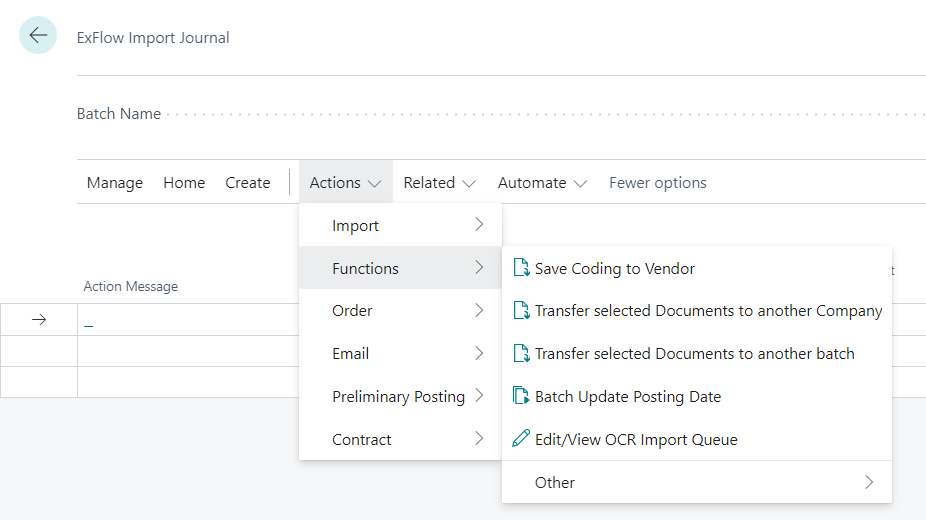 ExFlow Import Journal
Batch Name
Manage Home Create Actions Related Automate Fewer options
Import
Functions
Save Coding to Vendor
Order
Transfer selected Documents to another Company
Action Message
Email
Transfer selected Documents to another batch
Preliminary Posting
Batch Update Posting Date
Contract
Edit/View OCR Import Queue
Other